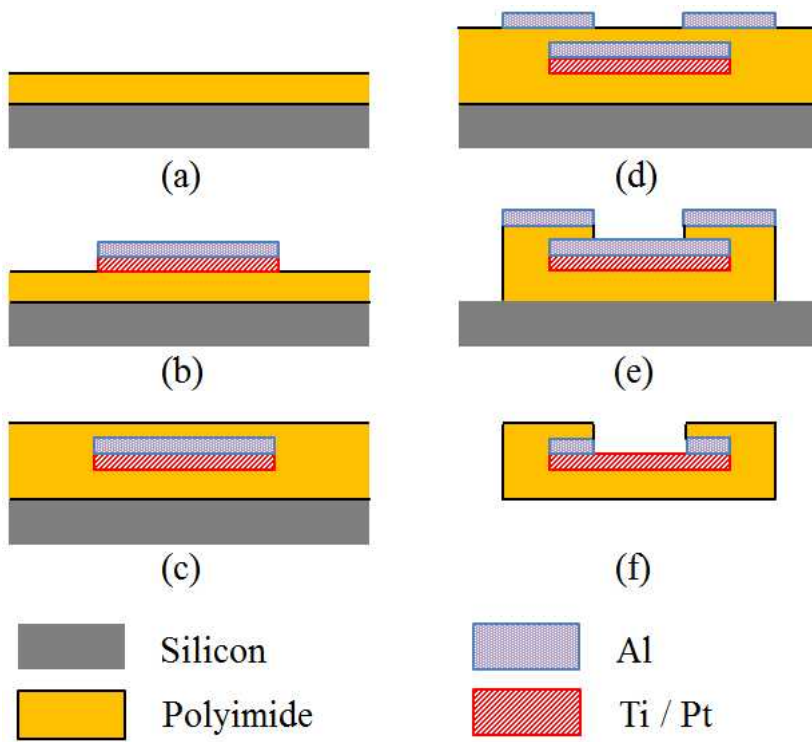 (a)
(b)
(c)
(d)
(e)
(f)
Silicon
Al
Polyimide
Ti / Pt